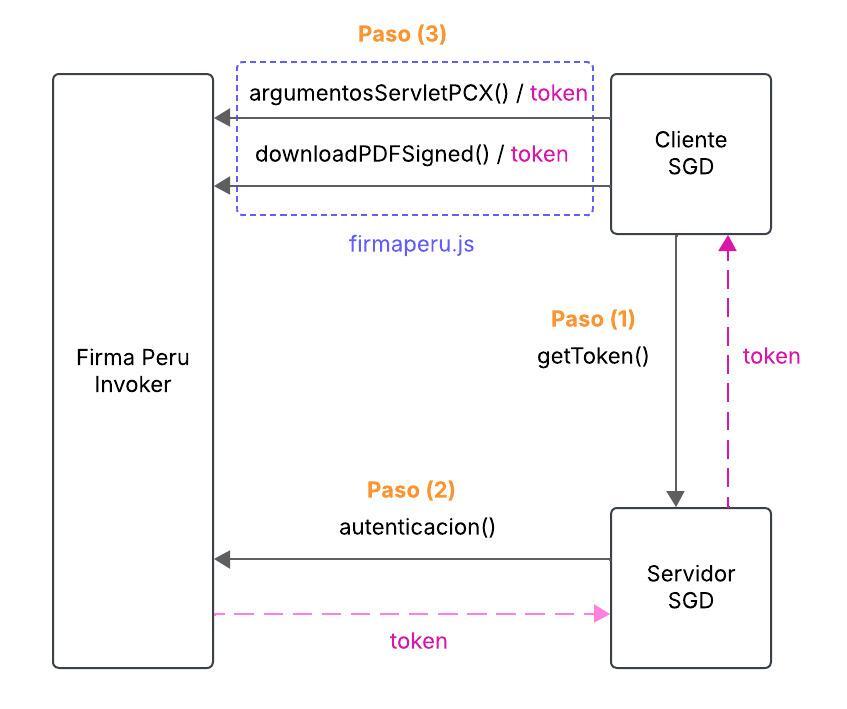 Paso (3)
argumentosServletPCX() / token
downloadPDFSigned() / token
firmaperu.js
Cliente
SGD
Paso (1)
getToken()
token
Firma Peru
Invoker
Paso (2)
autenticacion()
token
Servidor
SGD